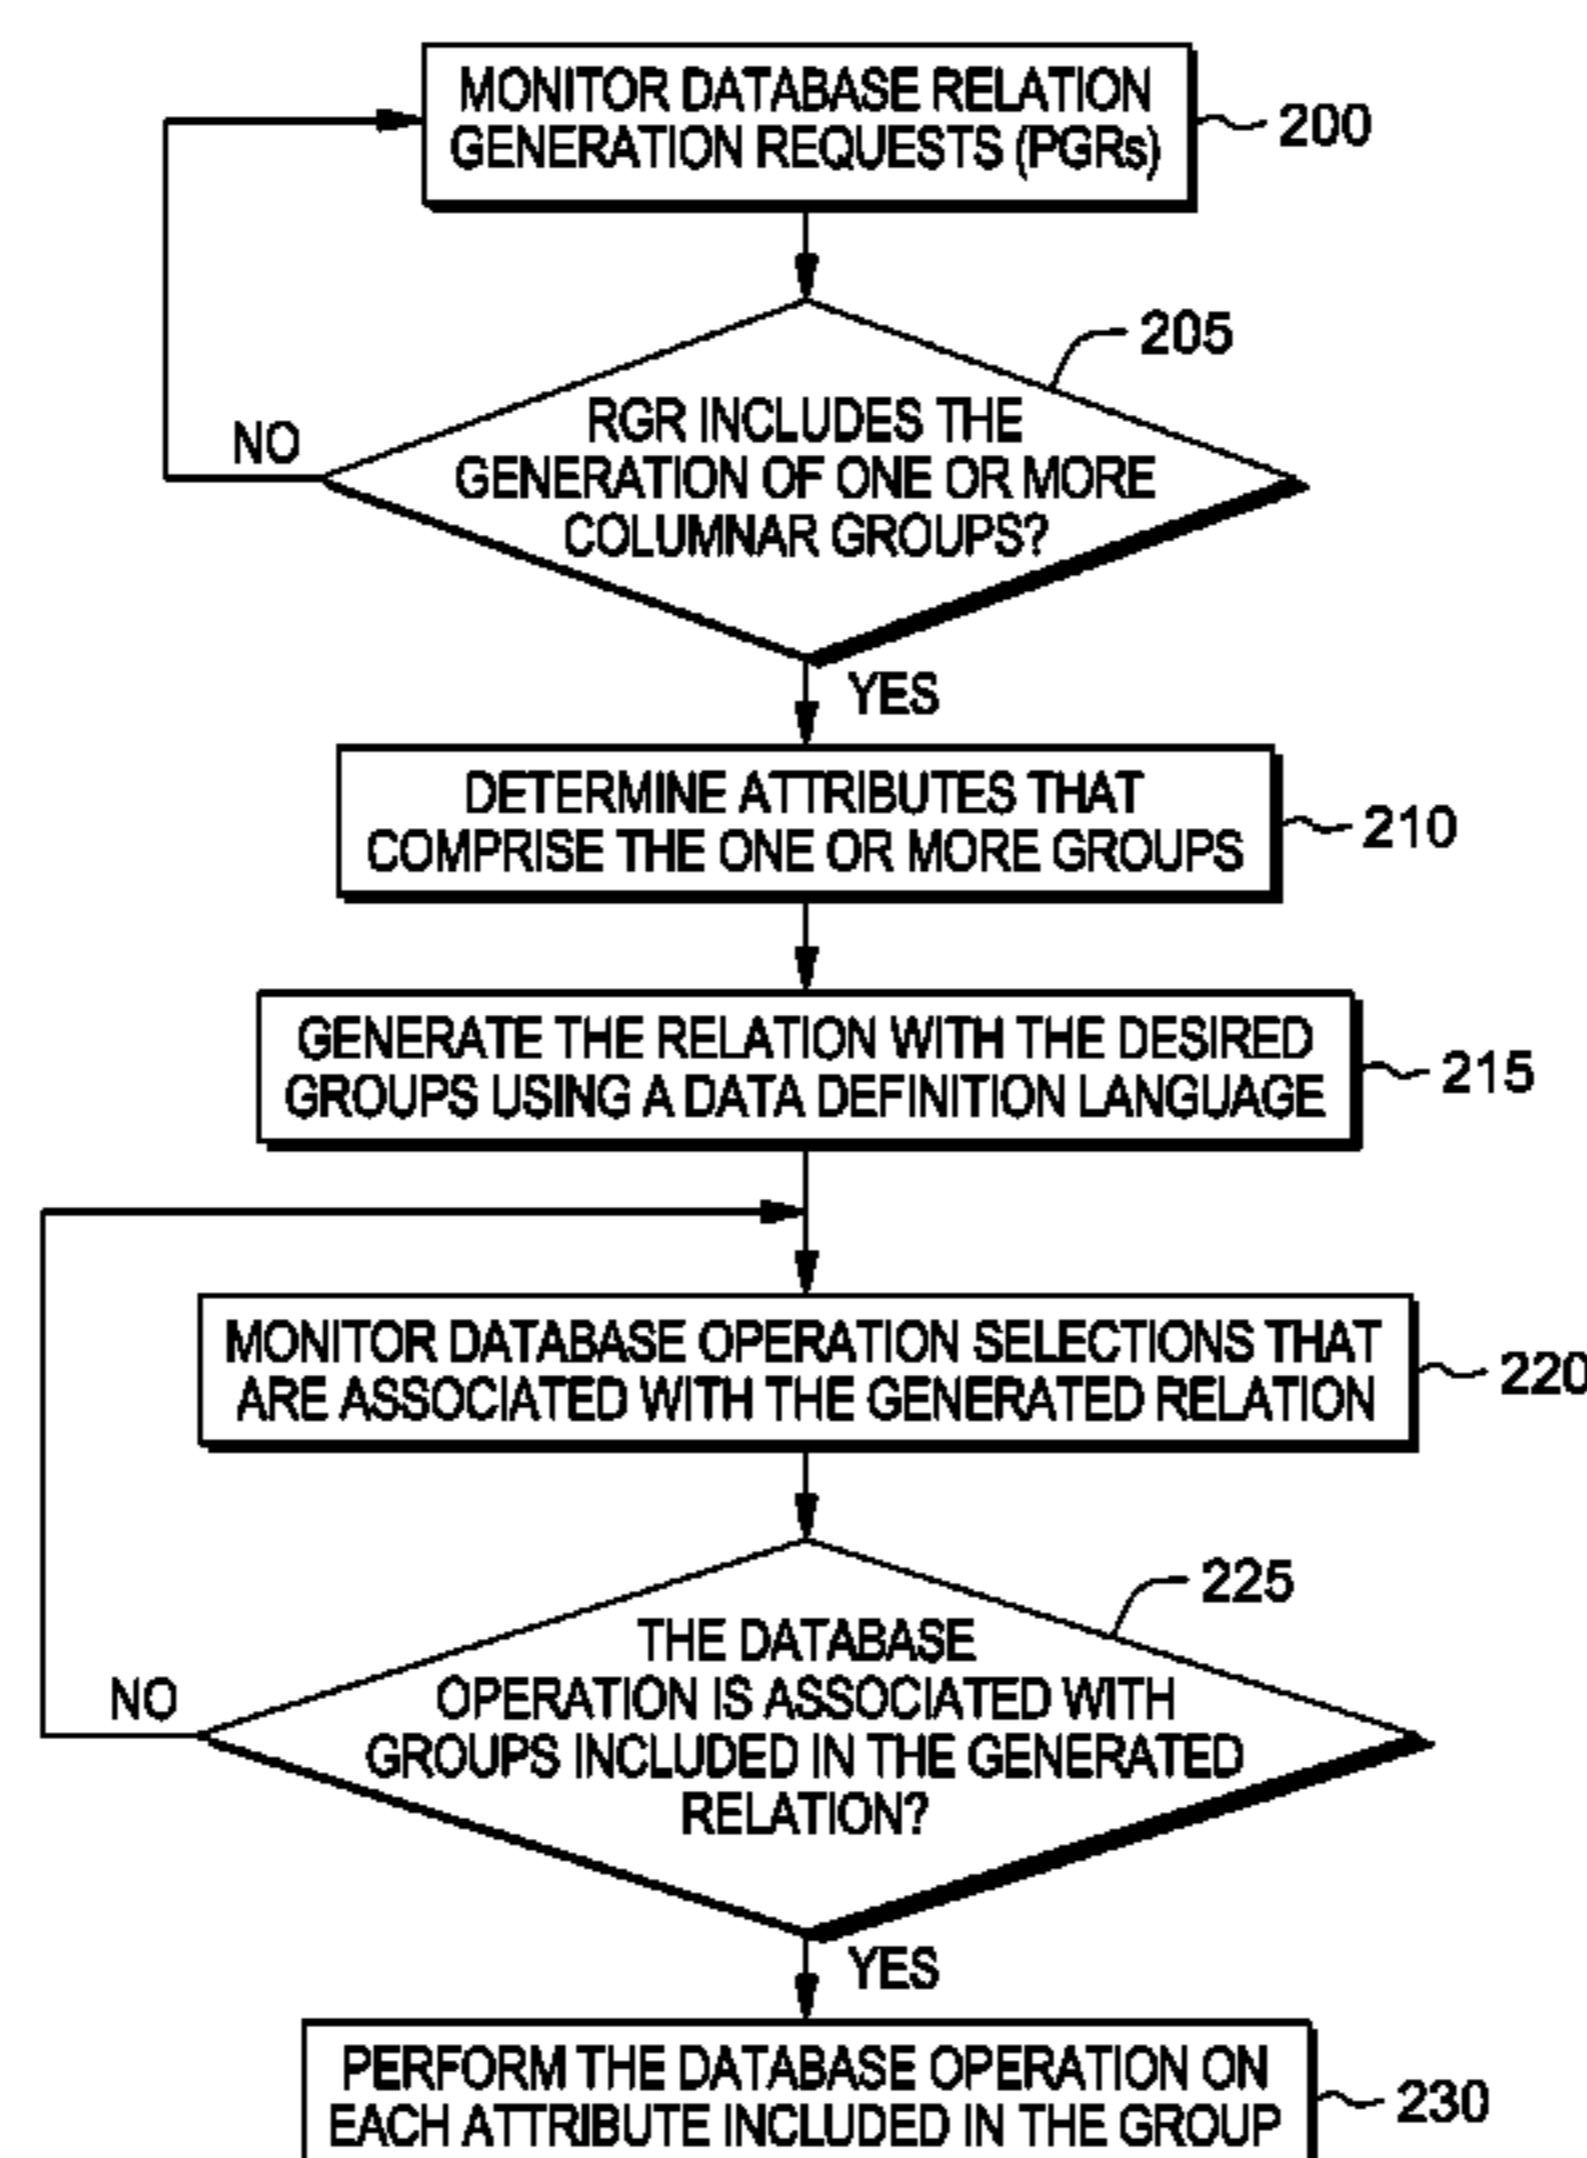 MONITOR DATABASE RELATION
GENERATION REQUESTS (PGRs)
200
205
RGR INCLUDES THE
GENERATION OF ONE OR MORE
COLUMNAR GROUPS?
NO
YES
DETERMINE ATTRIBUTES THAT
COMPRISE THE ONE OR MORE GROUPS
210
GENERATE THE RELATION WITH THE DESIRED
GROUPS USING A DATA DEFINITION LANGUAGE
215
MONITOR DATABASE OPERATION SELECTIONS THAT
ARE ASSOCIATED WITH THE GENERATED RELATION
220
225
THE DATABASE
OPERATION IS ASSOCIATED WITH
GROUPS INCLUDED IN THE GENERATED
RELATION?
NO
YES
PERFORM THE DATABASE OPERATION ON
EACH ATTRIBUTE INCLUDED IN THE GROUP
230